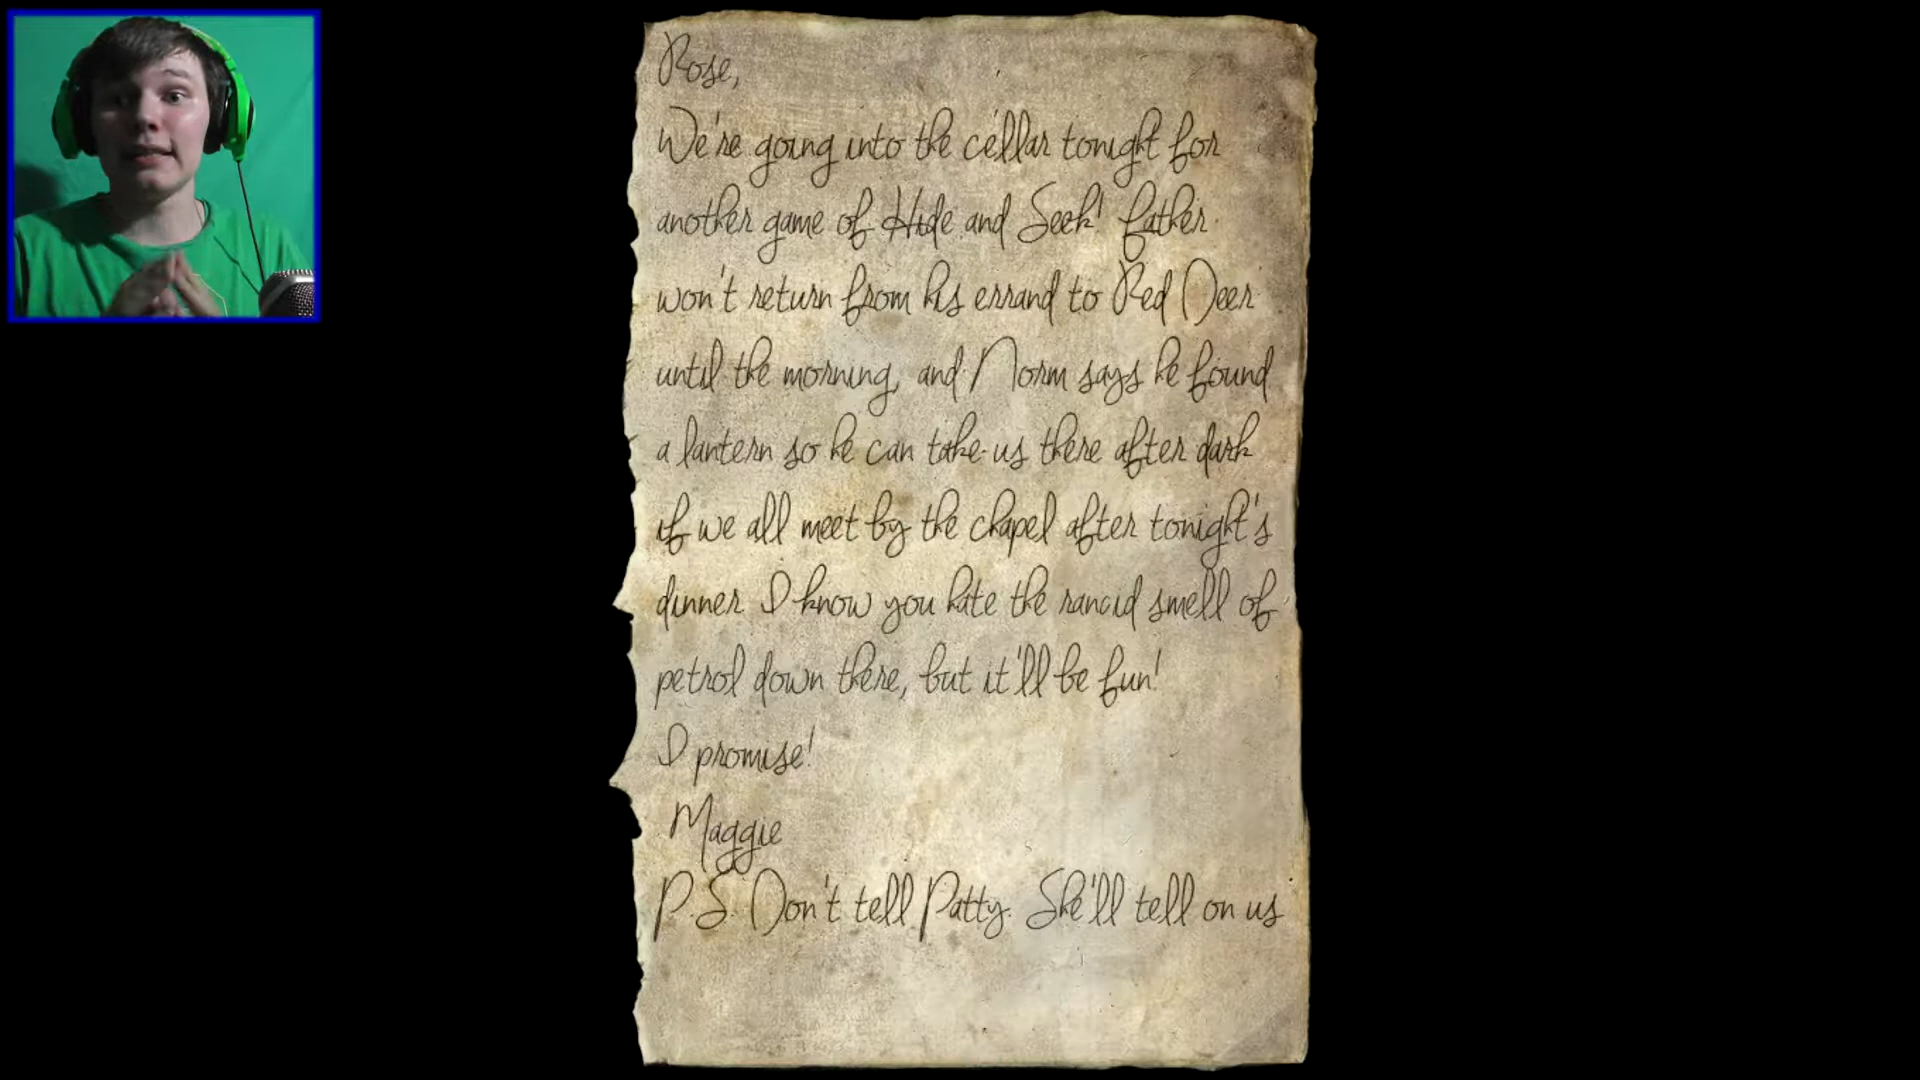 Rose,
We're going into the cellar tonight for
another game of Hide and Seek! Father
won't return from his errand to Red Deer
until the morning, and Norm says he found
a lantern so he can take us there after dark
if we all meet by the chapel after tonight's
dinner. I know you hate the rancid smell of
petrol down there, but it'll be fun!
I promise!
Maggie
P.S. Don't tell Patty. She'll tell on us